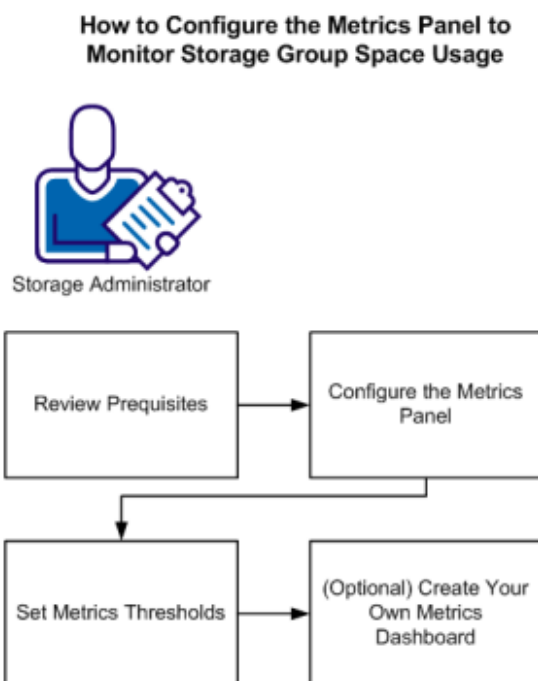 How to Configure the Metrics Panel to
Monitor Storage Group Space Usage
Storage Administrator
Review Prequisites
Configure the Metrics
Panel
Set Metrics Thresholds
(Optional) Create Your
Own Metrics
Dashboard